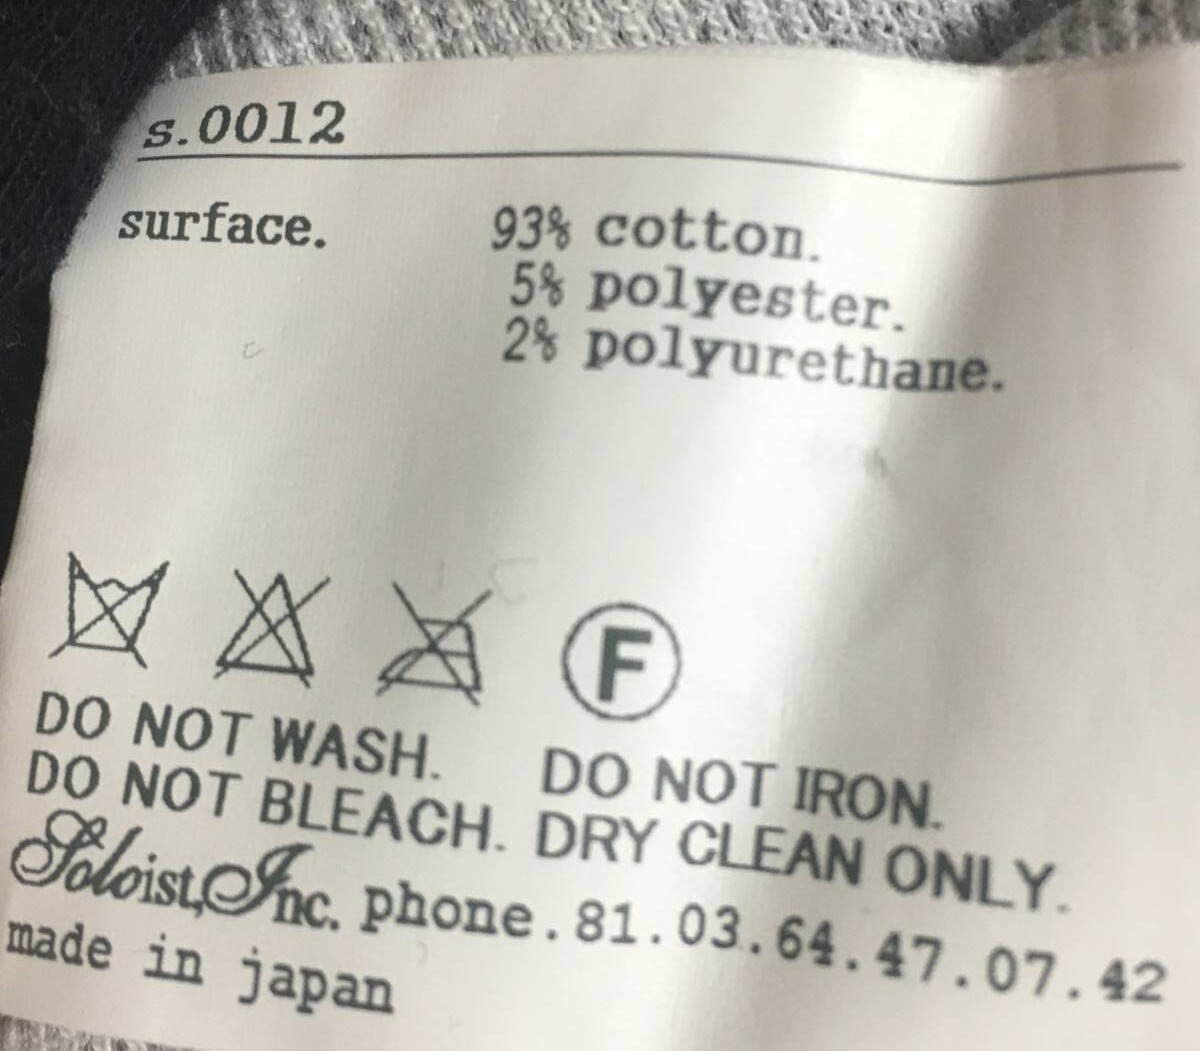 s.0012
surface. 93% cotton.
5% polyester.
2% polyurethane.
F
DO NOT WASH. DO NOT IRON.
DO NOT BLEACH. DRY CLEAN ONLY.
Soloist, Inc. phone.81.03.64.47.07.42
made in japan